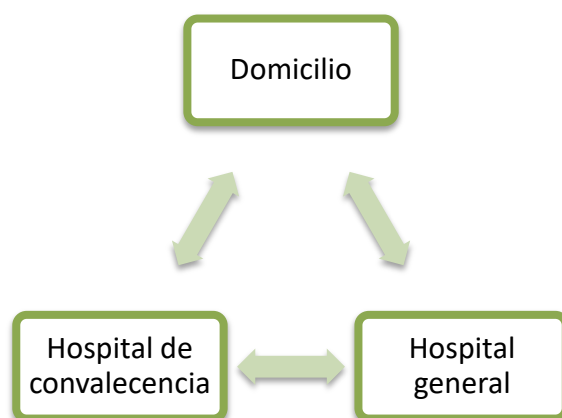 Domicilio
Hospital de
convalecencia
Hospital
general